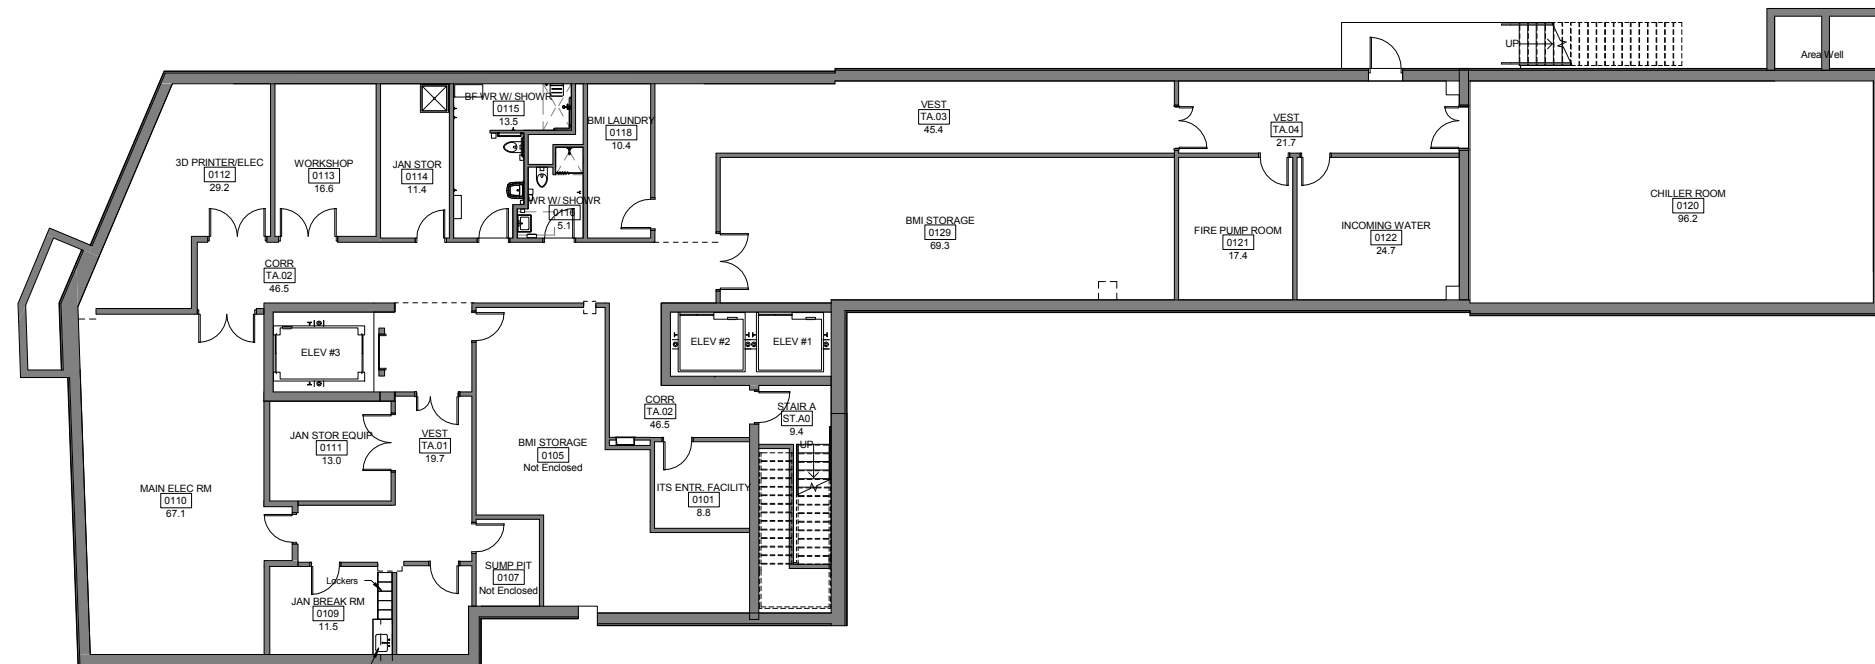 UP
Area Well
BF WR W/ SHOWR
0115
13.5
VEST
TA.03
45.4
VEST
TA.04
21.7
BMI LAUNDRY
0118
10.4
3D PRINTER/ELEC
0112
29.2
WORKSHOP
0113
16.6
JAN STOR
0114
11.4
WR W/ SHOWR
0116
5.1
BMI STORAGE
0129
69.3
FIRE PUMP ROOM
0121
17.4
INCOMING WATER
0122
24.7
CHILLER ROOM
0120
96.2
CORR
TA.02
46.5
ELEV #3
ELEV #2
ELEV #1
CORR
TA.02
46.5
STAIR A
ST.A0
9.4
UP
JAN STOR EQUIP
0111
13.0
VEST
TA.01
19.7
BMI STORAGE
0105
Not Enclosed
MAIN ELEC RM
0110
67.1
ITS ENTR. FACILITY
0101
8.8
SUMP PIT
0107
Not Enclosed
Lockers
JAN BREAK RM
0109
11.5